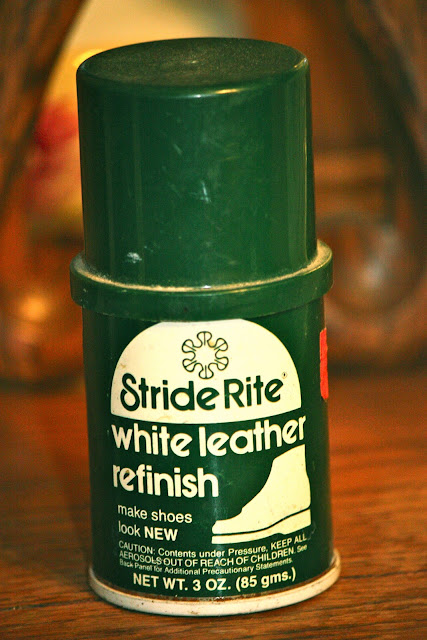 StrideRite®
white leather
refinish
make shoes
look NEW
CAUTION: Contents under Pressure, KEEP ALL
AEROSOLS OUT OF REACH OF CHILDREN. See
Back Panel for Additional Precautionary Statements.
NET WT. 3 OZ. (85 gms.)